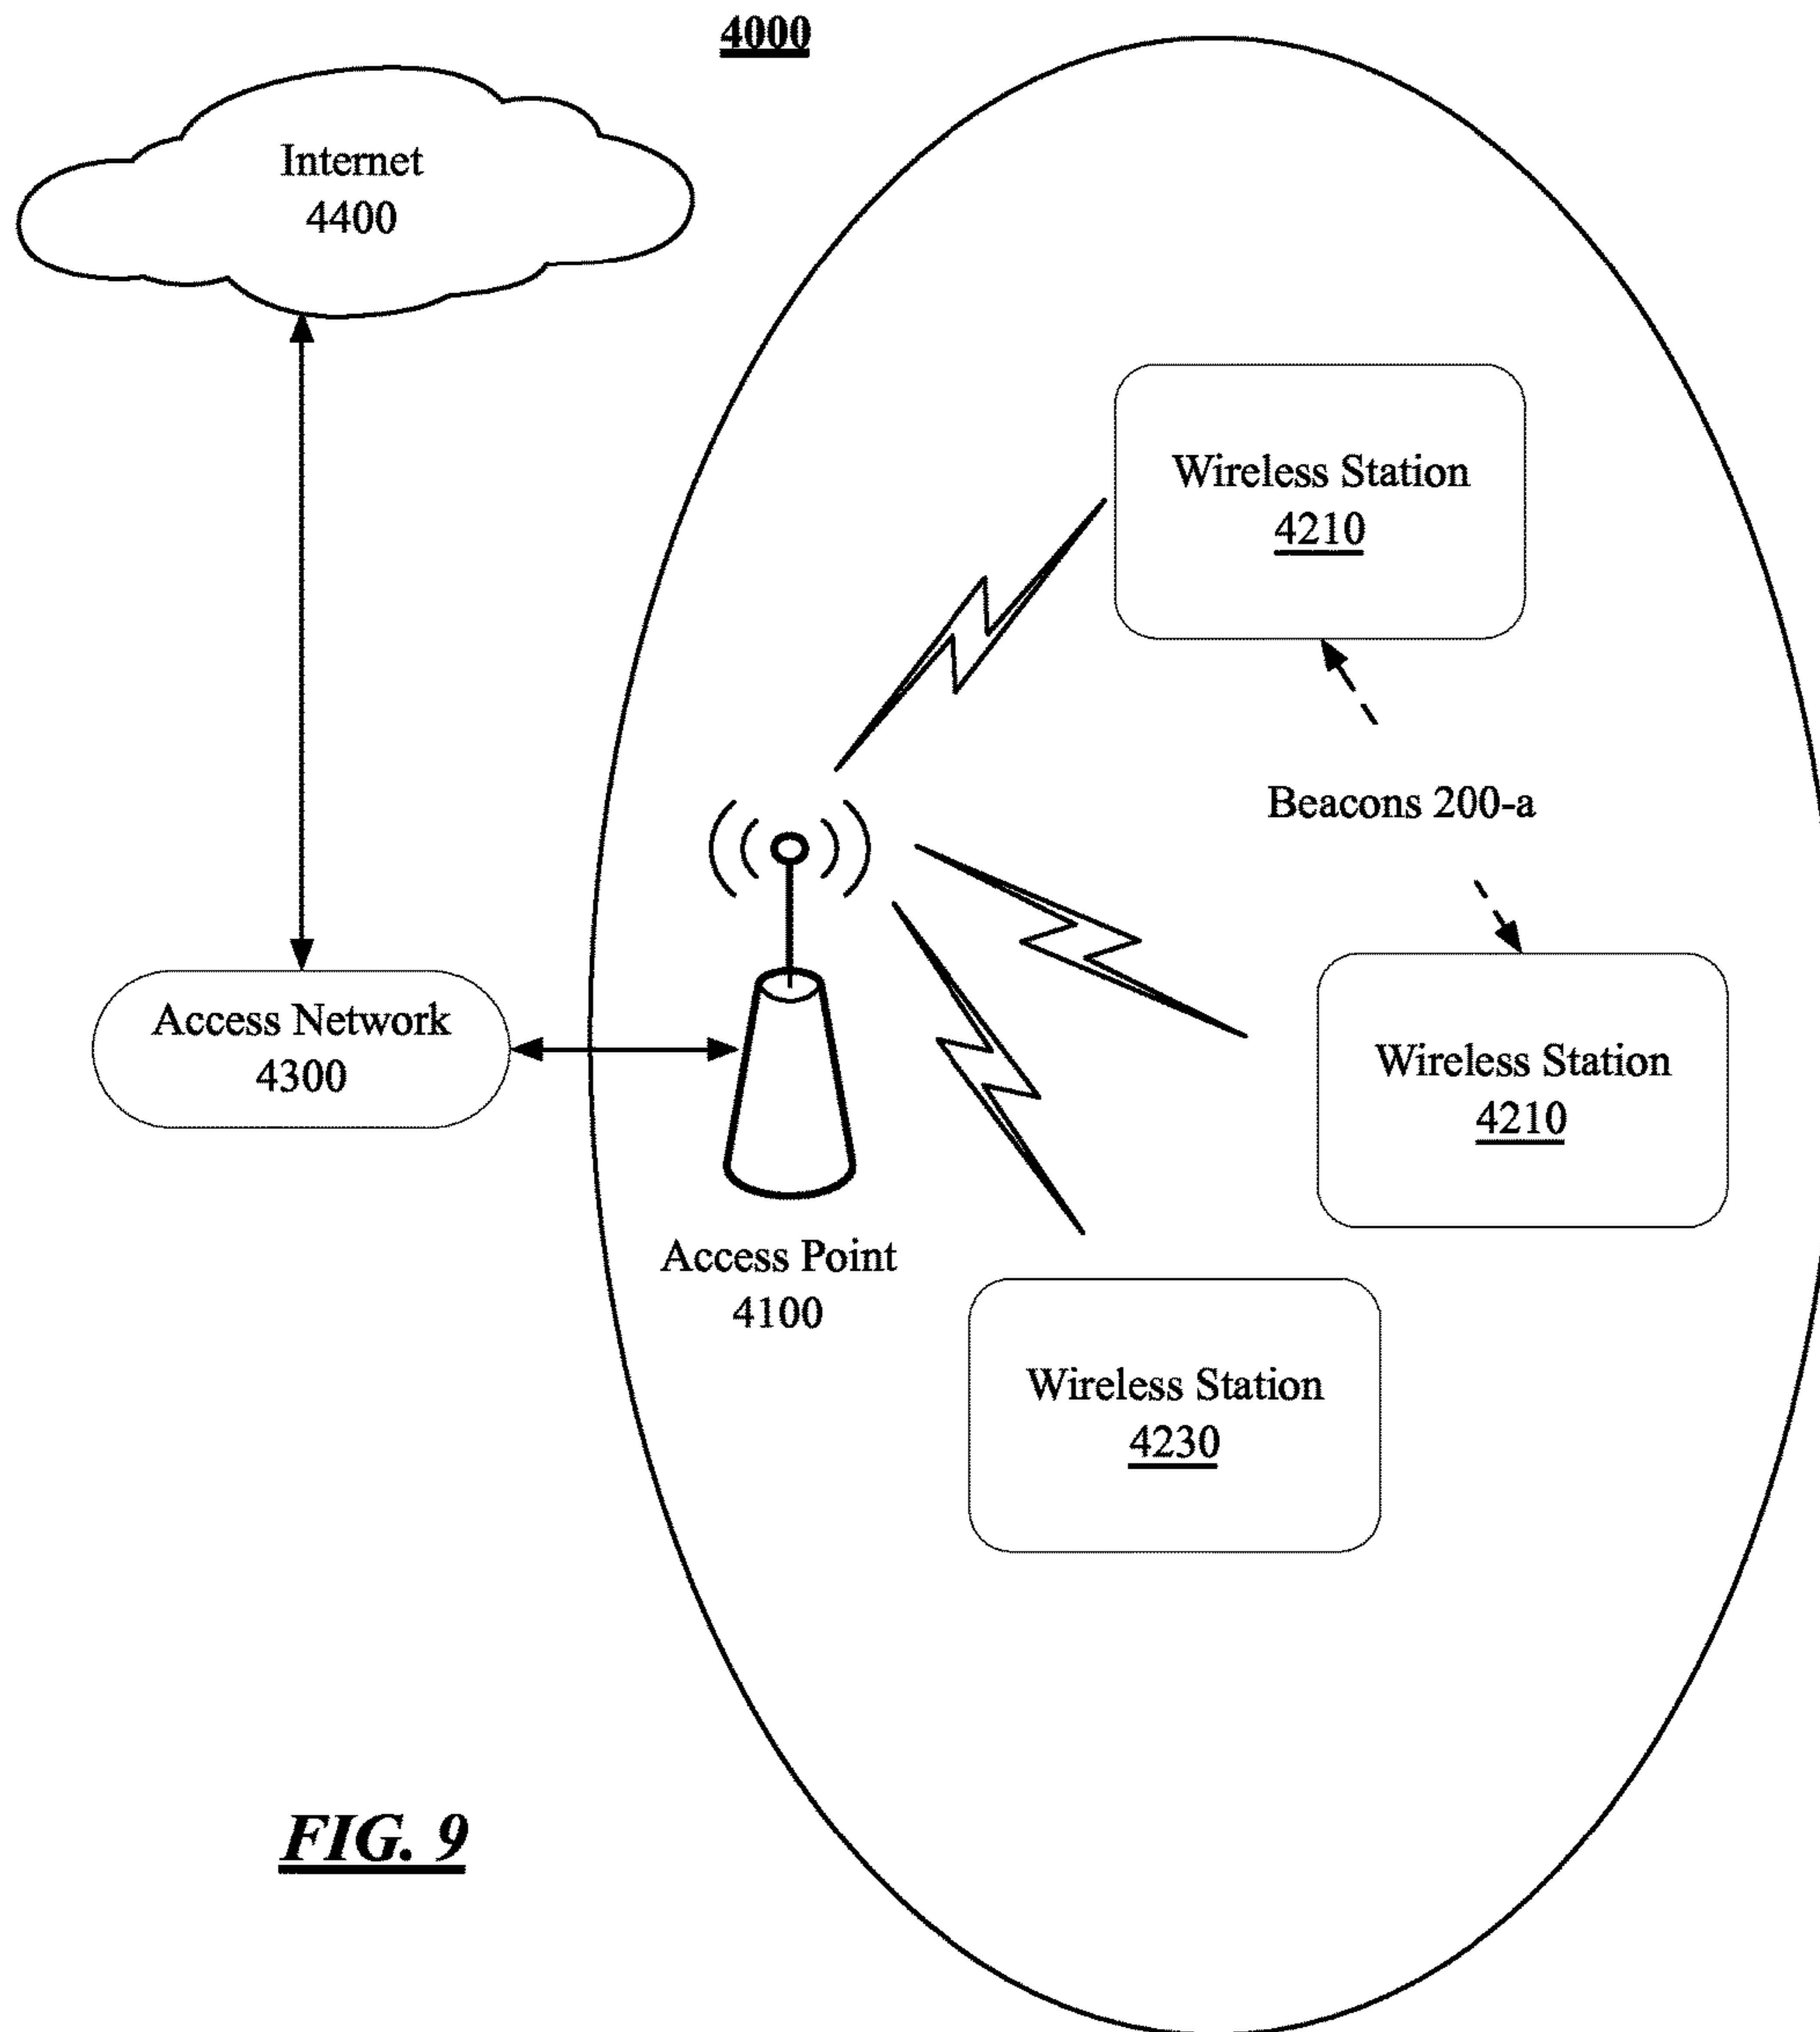 4000
Internet
4400
Wireless Station
4210
Beacons 200-a
Access Network
4300
Wireless Station
4210
Access Point
4100
Wireless Station
4230
FIG. 9